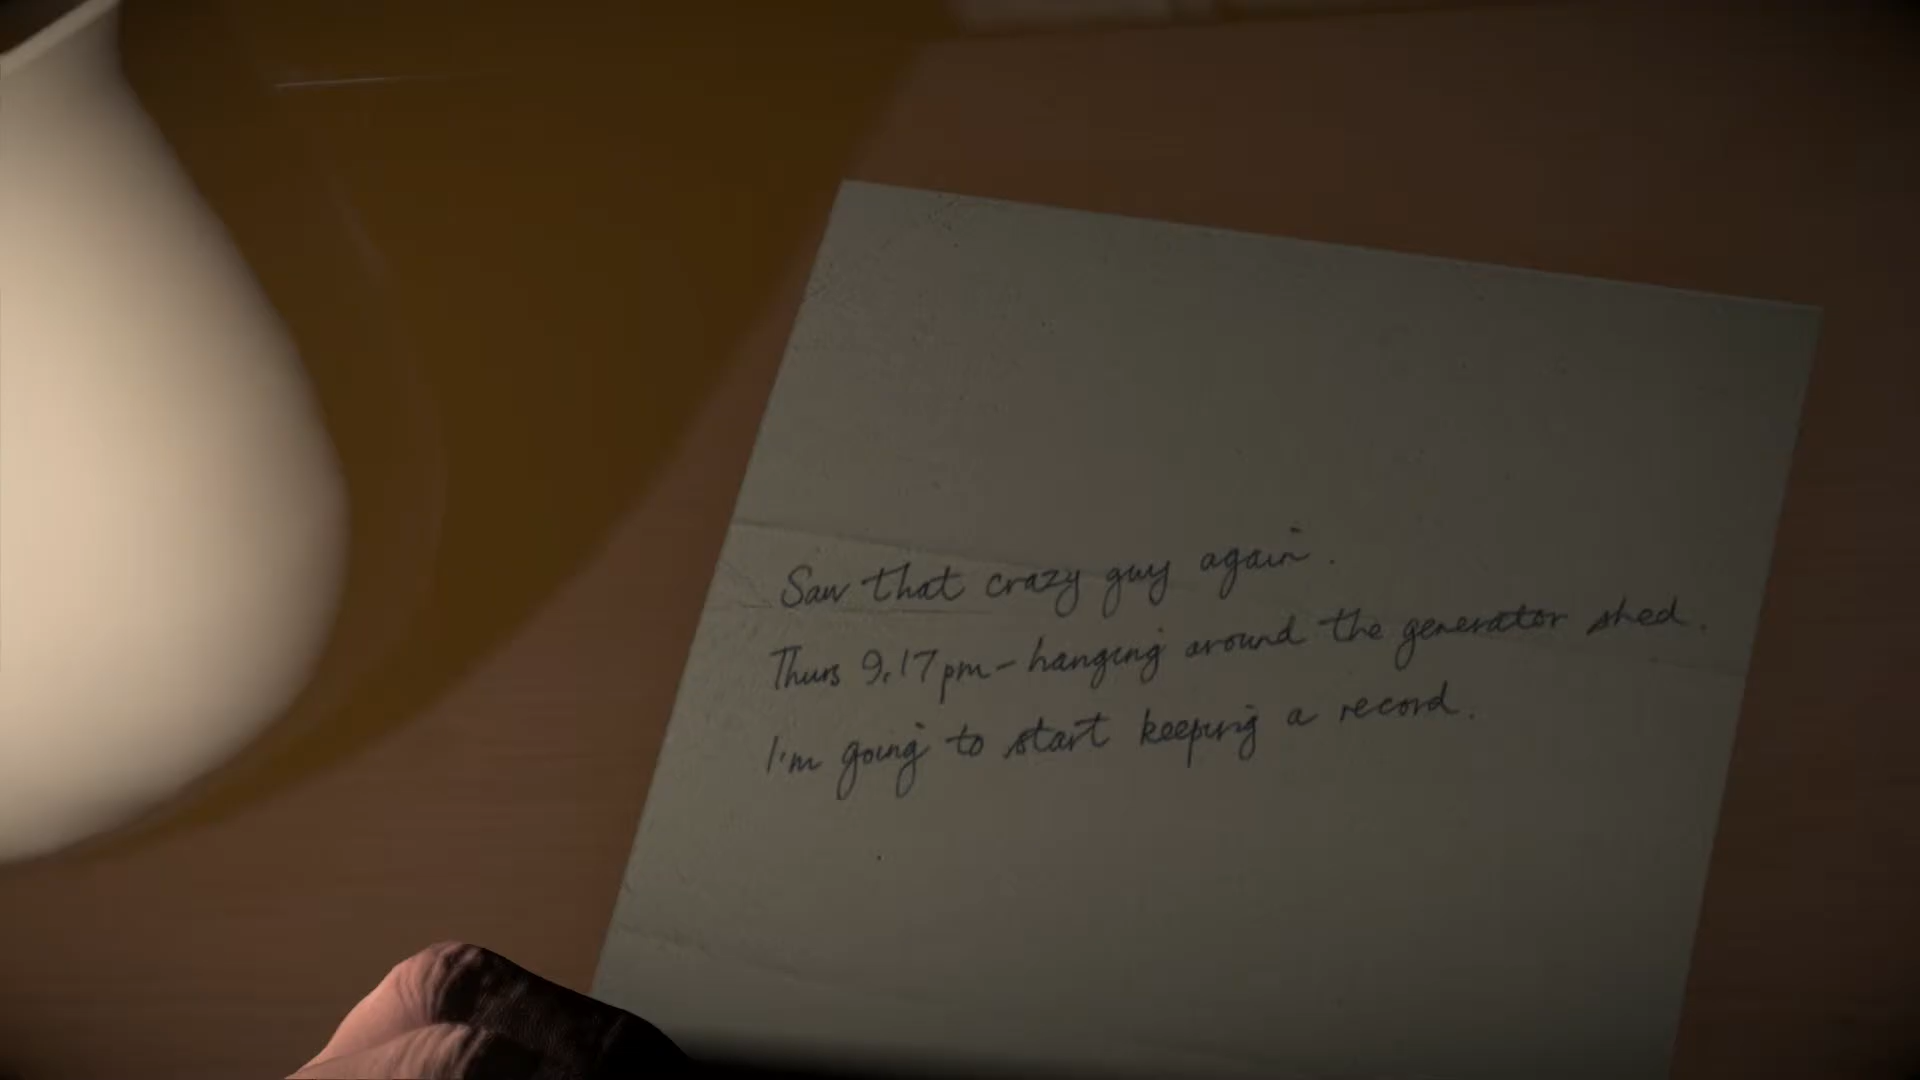 Saw that crazy guy again.
Thurs 9.17pm - hanging around the generator shed.
I'm going to start keeping a record.